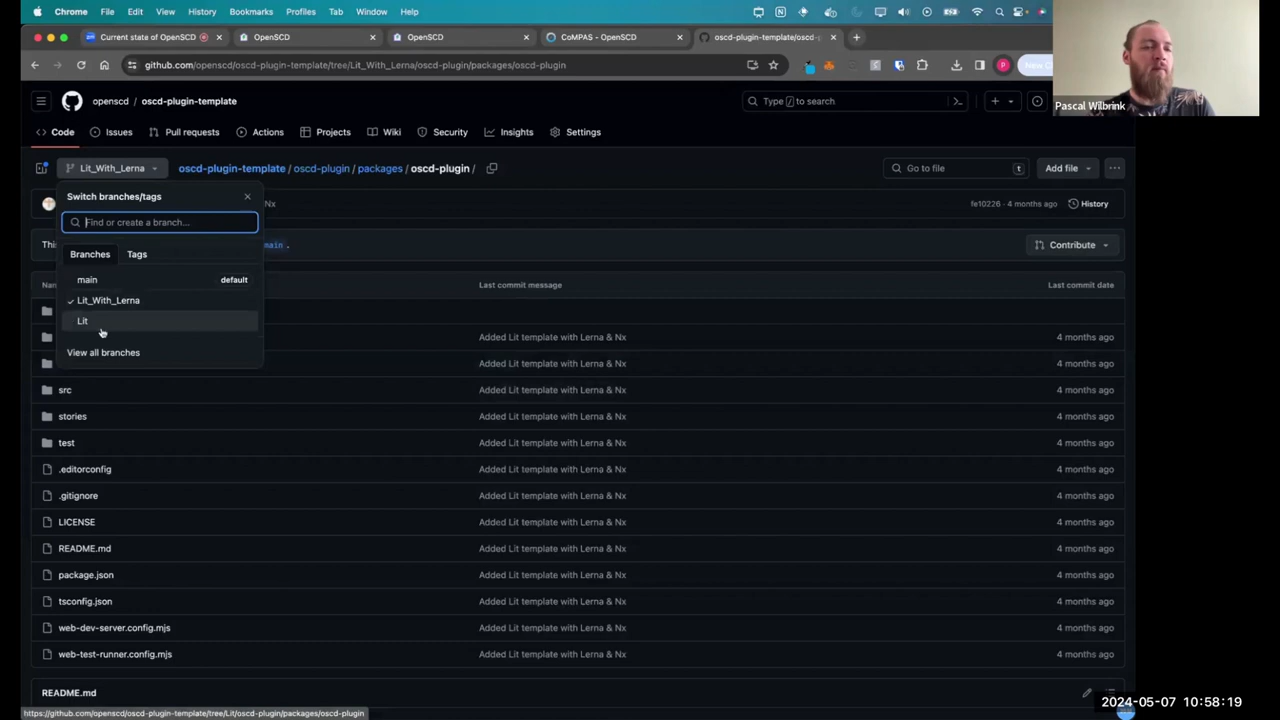 Chrome File Edit View History Bookmarks Profiles Tab Window Help
Current state of OpenSCD
OpenSCD
OpenSCD
CoMPAS - OpenSCD
oscd-plugin-template/oscd-p
github.com/openscd/oscd-plugin-template/tree/Lit_With_Lerna/oscd-plugin/packages/oscd-plugin
P
New C
Pascal Wilbrink
openscd / oscd-plugin-template
Type / to search
Code Issues Pull requests Actions Projects Wiki Security Insights Settings
Lit_With_Lerna
oscd-plugin-template / oscd-plugin / packages / oscd-plugin /
Go to file t
Add file
Switch branches/tags
Nx
fe10226 · 4 months ago
History
Find or create a branch...
This
main .
Contribute
Branches Tags
main default
Last commit message
Last commit date
Lit_With_Lerna
Lit
Added Lit template with Lerna & Nx 4 months ago
View all branches
Added Lit template with Lerna & Nx 4 months ago
src Added Lit template with Lerna & Nx 4 months ago
stories Added Lit template with Lerna & Nx 4 months ago
test Added Lit template with Lerna & Nx 4 months ago
.editorconfig Added Lit template with Lerna & Nx 4 months ago
.gitignore Added Lit template with Lerna & Nx 4 months ago
LICENSE Added Lit template with Lerna & Nx 4 months ago
README.md Added Lit template with Lerna & Nx 4 months ago
package.json Added Lit template with Lerna & Nx 4 months ago
tsconfig.json Added Lit template with Lerna & Nx 4 months ago
web-dev-server.config.mjs Added Lit template with Lerna & Nx 4 months ago
web-test-runner.config.mjs Added Lit template with Lerna & Nx 4 months ago
README.md
https://github.com/openscd/oscd-plugin-template/tree/Lit/oscd-plugin/packages/oscd-plugin
2024-05-07 10:58:19